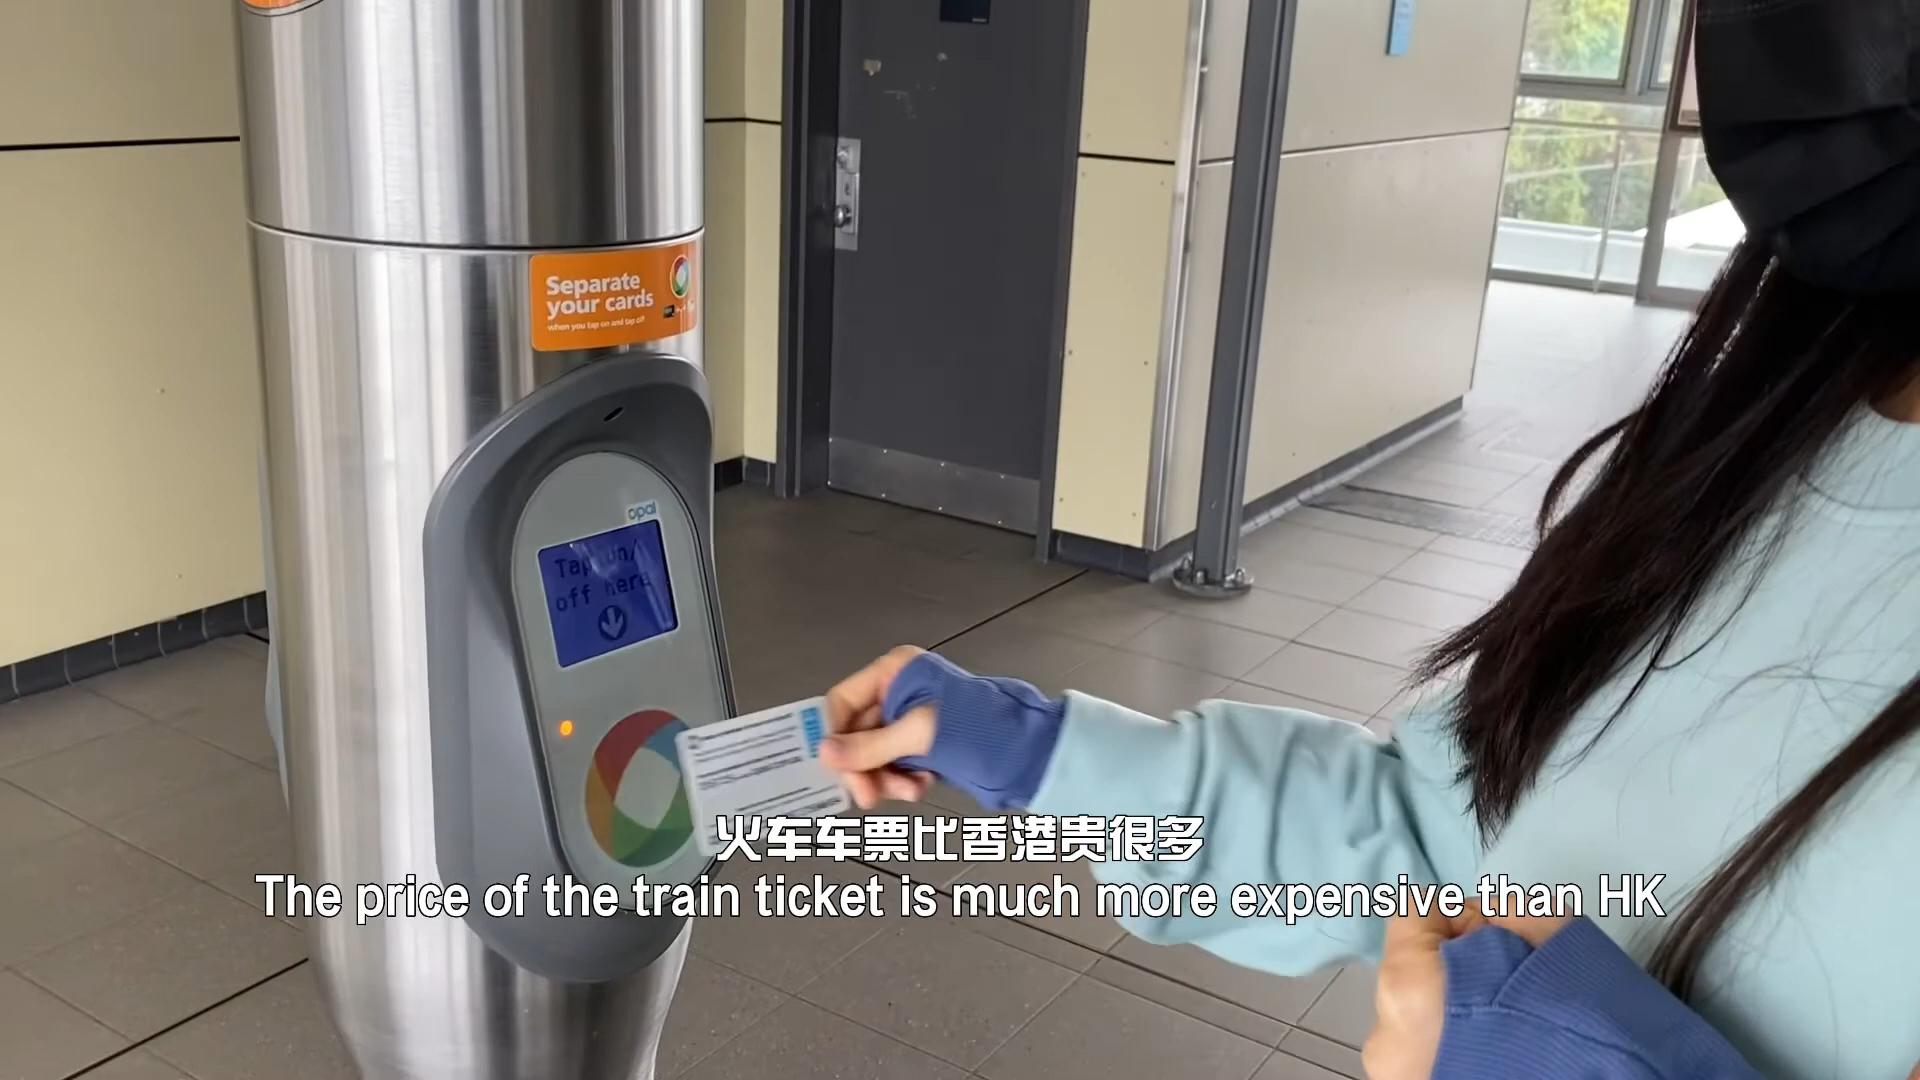 Separate
your cards
when you tap on and tap off
opal
Tap on/
off here
火车车票比香港贵很多
The price of the train ticket is much more expensive than HK